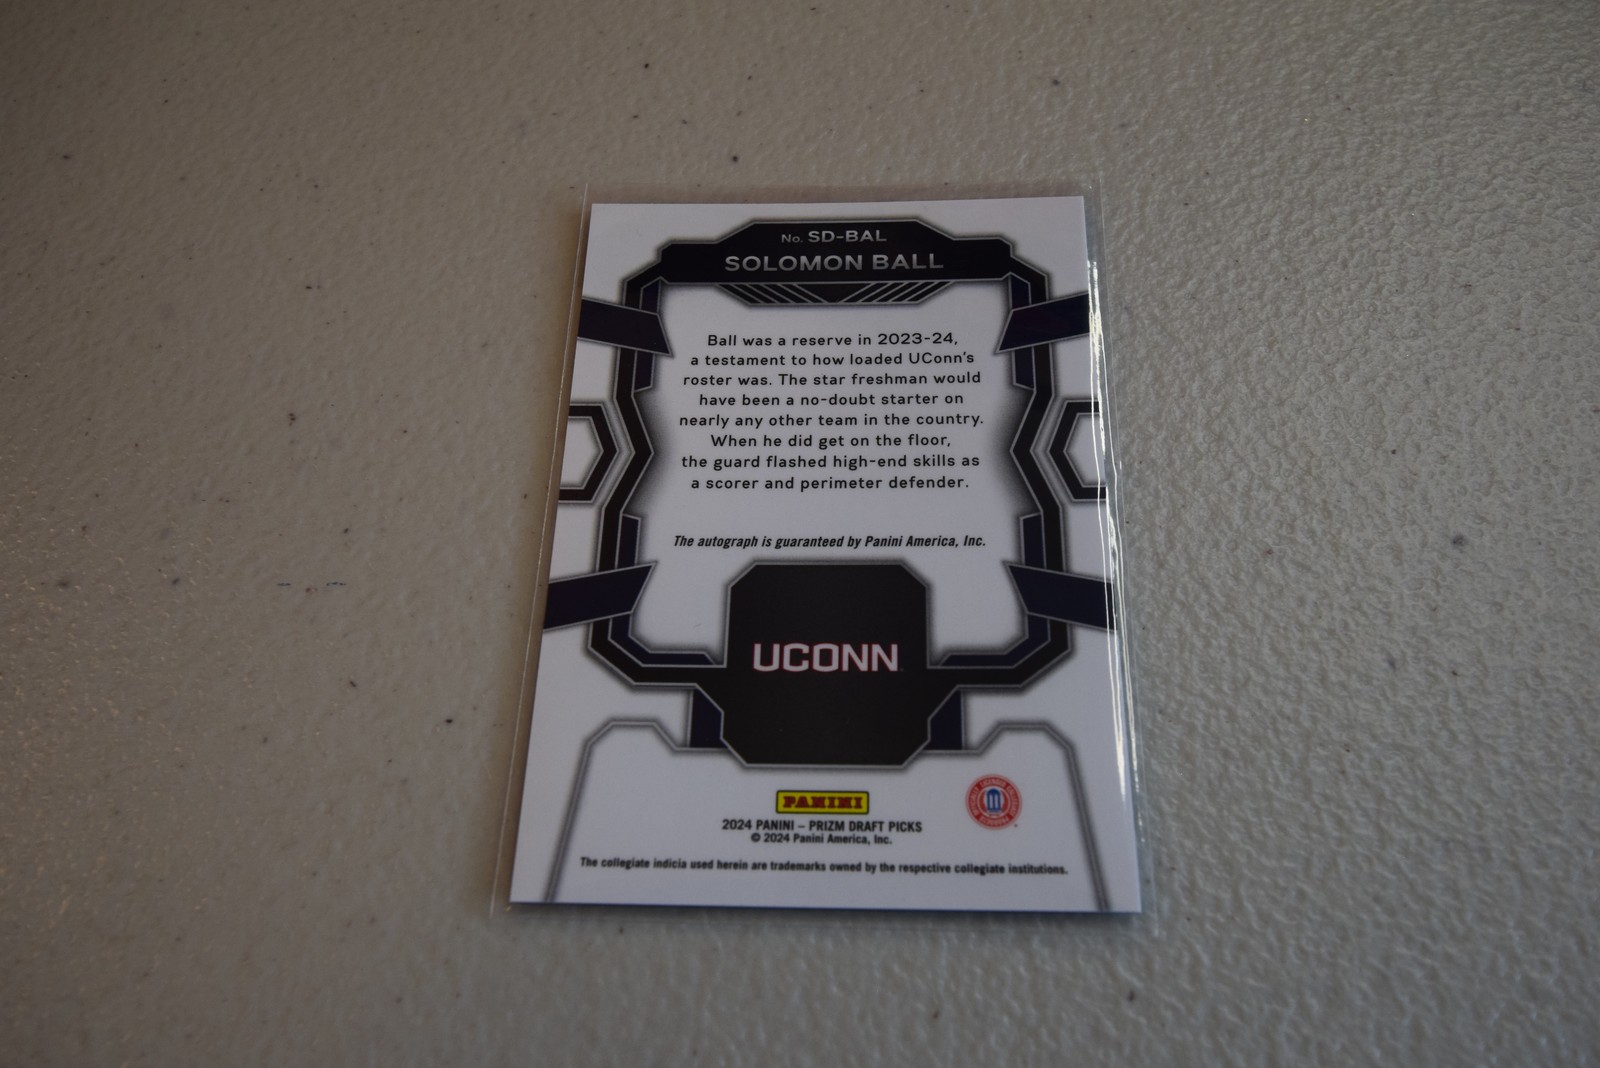 No. SD-BAL
SOLOMON BALL
Ball was a reserve in 2023-24,
a testament to how loaded UConn's
roster was. The star freshman would
have been a no-doubt starter on
nearly any other team in the country.
When he did get on the floor,
the guard flashed high-end skills as
a scorer and perimeter defender.
The autograph is guaranteed by Panini America, Inc.
UCONN
PANINI
2024 PANINI – PRIZM DRAFT PICKS
© 2024 Panini America, Inc.
The collegiate indicia used herein are trademarks owned by the respective collegiate institutions.